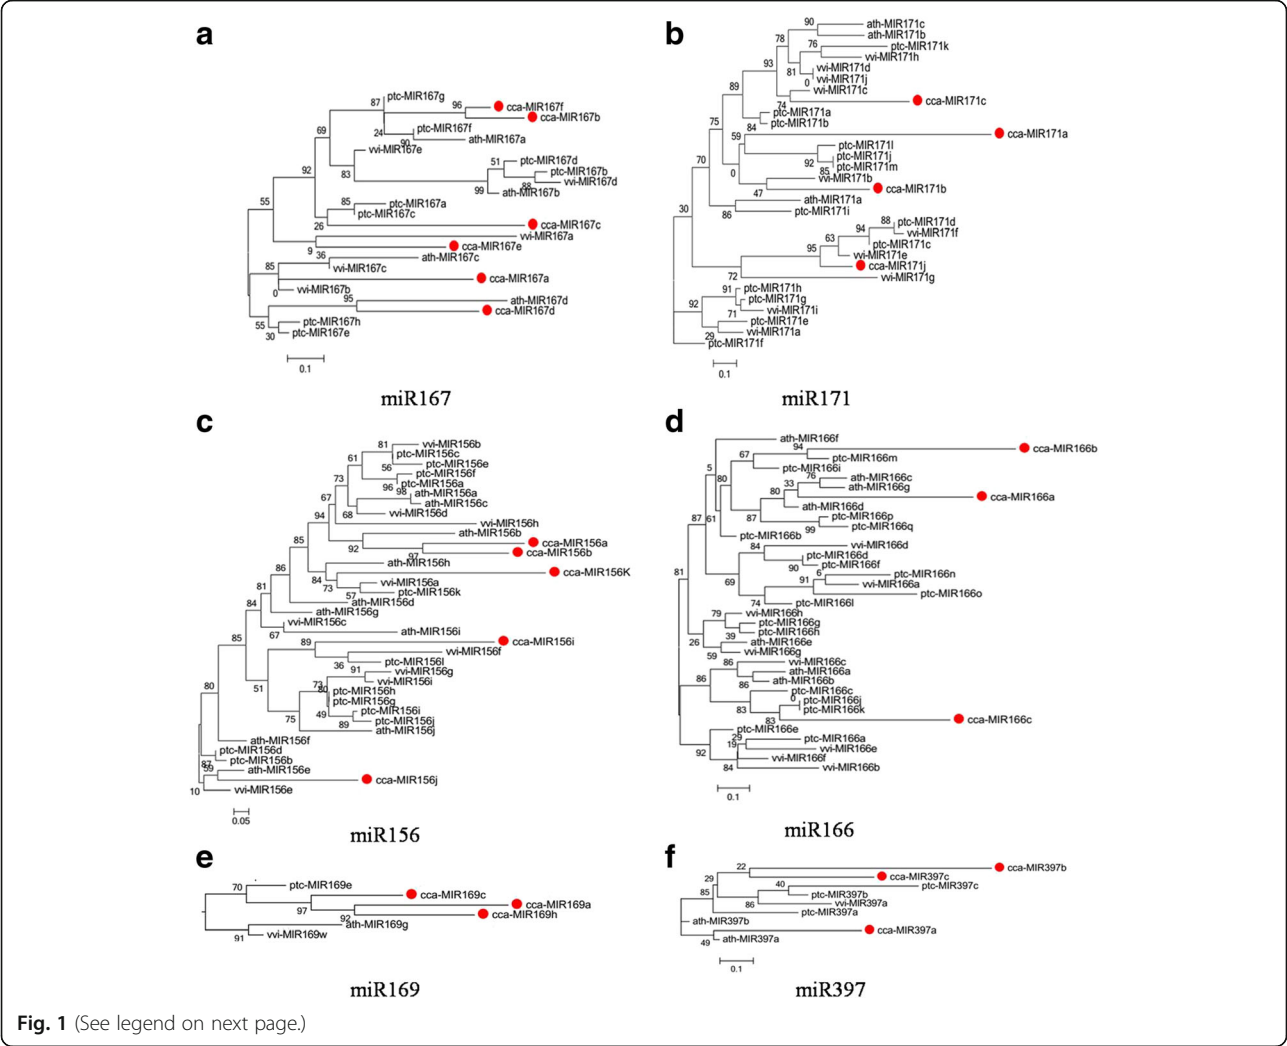 a
87
ptc-MIR167g
96
cca-MIR167f
cca-MIR167b
69
24
ptc-MIR167f
90
ath-MIR167a
vvi-MIR167e
92
83
51
ptc-MIR167d
ptc-MIR167b
88
vvi-MIR167d
99
ath-MIR167b
55
85
ptc-MIR167a
ptc-MIR167c
26
cca-MIR167c
vvi-MIR167a
9
cca-MIR167e
36
ath-MIR167c
85
vvi-MIR167c
cca-MIR167a
0
vvi-MIR167b
95
ath-MIR167d
cca-MIR167d
55
ptc-MIR167h
30
ptc-MIR167e
0.1
miR167
b
90
ath-MIR171c
ath-MIR171b
78
76
ptc-MIR171k
vvi-MIR171h
93
81
vvi-MIR171d
0
vvi-MIR171j
89
vvi-MIR171c
74
cca-MIR171c
ptc-MIR171a
84
ptc-MIR171b
75
59
cca-MIR171a
ptc-MIR171l
92
ptc-MIR171j
85
ptc-MIR171m
70
0
vvi-MIR171b
47
cca-MIR171b
ath-MIR171a
86
ptc-MIR171i
30
88
ptc-MIR171d
94
vvi-MIR171f
63
ptc-MIR171c
95
vvi-MIR171e
cca-MIR171j
72
vvi-MIR171g
91
ptc-MIR171h
ptc-MIR171g
92
71
vvi-MIR171i
ptc-MIR171e
29
vvi-MIR171a
ptc-MIR171f
0.1
miR171
c
81
vvi-MIR156b
61
ptc-MIR156c
56
ptc-MIR156e
73
ptc-MIR156f
96
ptc-MIR156a
98
ath-MIR156a
67
ath-MIR156c
68
vvi-MIR156d
94
vvi-MIR156h
ath-MIR156b
85
92
cca-MIR156a
97
cca-MIR156b
86
ath-MIR156h
84
cca-MIR156K
81
73
vvi-MIR156a
57
ptc-MIR156k
ath-MIR156d
84
ath-MIR156g
vvi-MIR156c
67
ath-MIR156i
85
89
cca-MIR156i
vvi-MIR156f
36
ptc-MIR156l
91
vvi-MIR156g
80
51
73
vvi-MIR156i
80
ptc-MIR156h
ptc-MIR156g
49
ptc-MIR156i
75
89
ptc-MIR156j
ath-MIR156j
ath-MIR156f
ptc-MIR156d
87
ptc-MIR156b
59
ath-MIR156e
cca-MIR156j
10
vvi-MIR156e
0.05
miR156
d
ath-MIR166f
94
cca-MIR166b
67
ptc-MIR166m
5
ptc-MIR166i
80
76
ath-MIR166c
33
ath-MIR166g
80
cca-MIR166a
ath-MIR166d
87
61
87
ptc-MIR166p
99
ptc-MIR166q
ptc-MIR166b
84
vvi-MIR166d
ptc-MIR166d
90
ptc-MIR166f
81
69
6
ptc-MIR166n
91
vvi-MIR166a
ptc-MIR166o
74
ptc-MIR166l
79
vvi-MIR166h
ptc-MIR166g
39
ptc-MIR166h
26
ath-MIR166e
59
vvi-MIR166g
86
vvi-MIR166c
86
ath-MIR166a
86
ath-MIR166b
ptc-MIR166c
0
ptc-MIR166j
83
ptc-MIR166k
83
cca-MIR166c
ptc-MIR166e
29
ptc-MIR166a
92
19
vvi-MIR166e
vvi-MIR166f
84
vvi-MIR166b
0.1
miR166
e
70
ptc-MIR169e
cca-MIR169c
97
cca-MIR169a
92
cca-MIR169h
ath-MIR169g
91
vvi-MIR169w
miR169
f
22
cca-MIR397b
29
cca-MIR397c
40
ptc-MIR397c
85
ptc-MIR397b
86
vvi-MIR397a
ptc-MIR397a
ath-MIR397b
cca-MIR397a
49
ath-MIR397a
0.1
miR397
Fig. 1 (See legend on next page.)